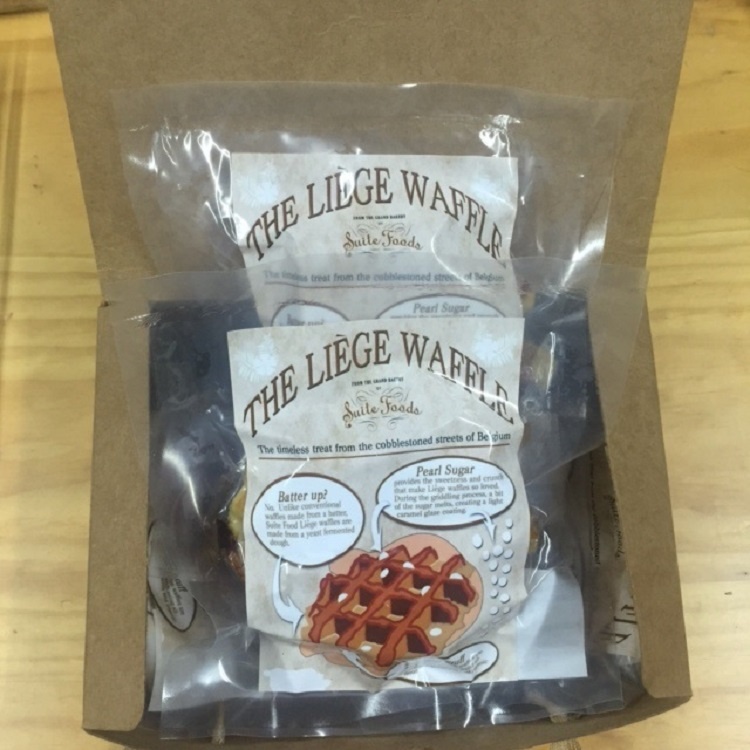 THE LIÈGE WAFFLE
Suite Foods
The timeless treat from the cobblestoned streets of Belgium
Pearl Sugar
THE LIÈGE WAFFLE
Suite Foods
The timeless treat from the cobblestoned streets of Belgium
Batter up?
No. Unlike conventional
waffles made from a batter,
Suite Food Liège waffles are
made from a yeast fermented
dough.
Pearl Sugar
provides the sweetness and crunch
that make Liège waffles so loved.
During the griddling process, a bit
of the sugar melts, creating a light
caramel glaze coating.